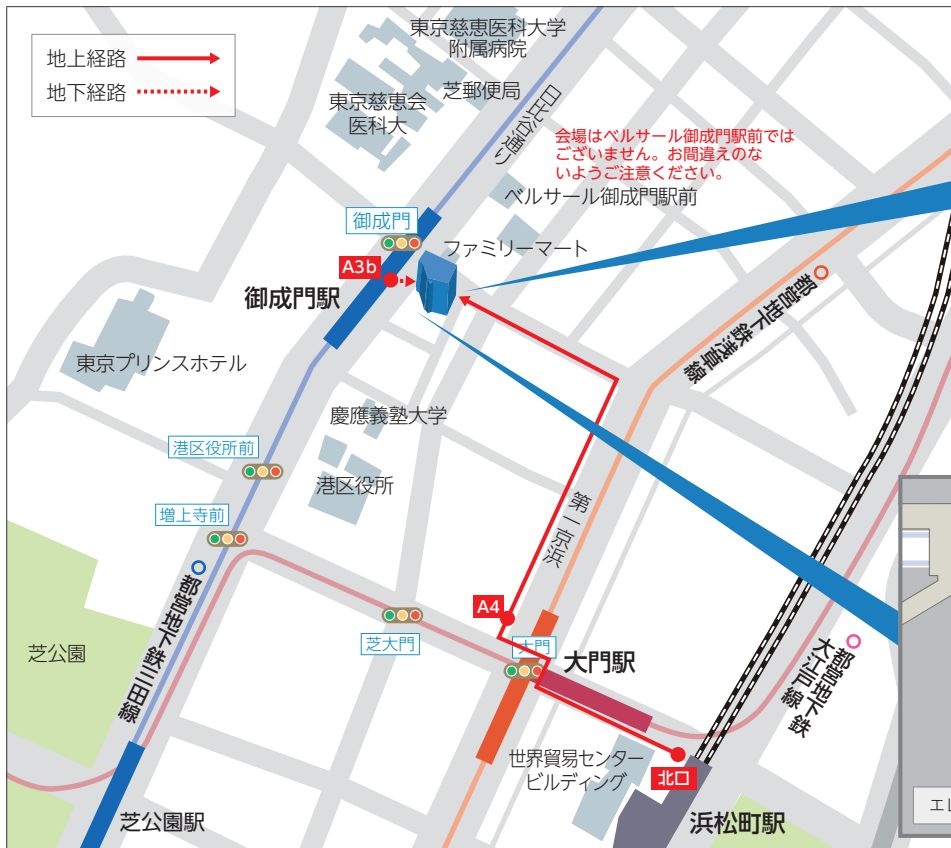 地上経路
地下経路
東京慈恵医科大学
附属病院
芝郵便局
東京慈恵会
医科大
日比谷通り
会場はベルサール御成門駅前では
ございません。お間違えのな
いようご注意ください。
ベルサール御成門駅前
御成門
ファミリーマート
A3b
御成門駅
都営地下鉄浅草線
東京プリンスホテル
慶應義塾大学
港区役所前
港区役所
増上寺前
第一京浜
都営地下鉄三田線
A4
芝大門
大門
大門駅
都営地下鉄
大江戸線
芝公園
世界貿易センター
ビルディング
北口
エレ
芝公園駅
浜松町駅